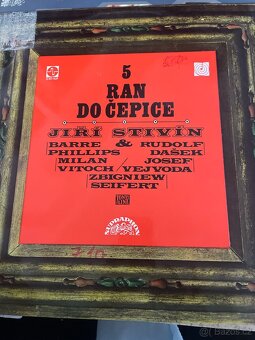 5
RAN
DO ČEPICE
JIŘÍ STIVÍN
BARRE & RUDOLF
PHILLIPS DAŠEK
MILAN / JOSEF
VITOCH / VEJVODA
ZBIGNIEW
SEIFERT
SUPRAPHON